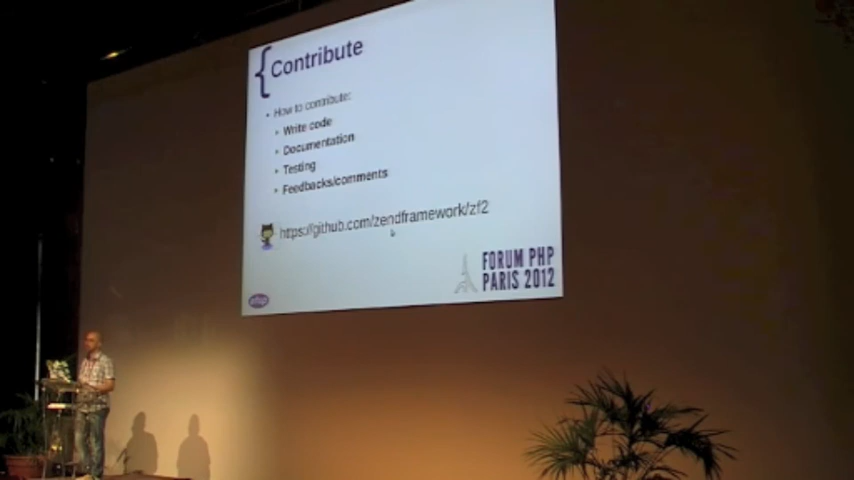 {Contribute
• How to contribute:
Write code
Documentation
Testing
Feedbacks/comments
https://github.com/zendframework/zf2
FORUM PHP
PARIS 2012